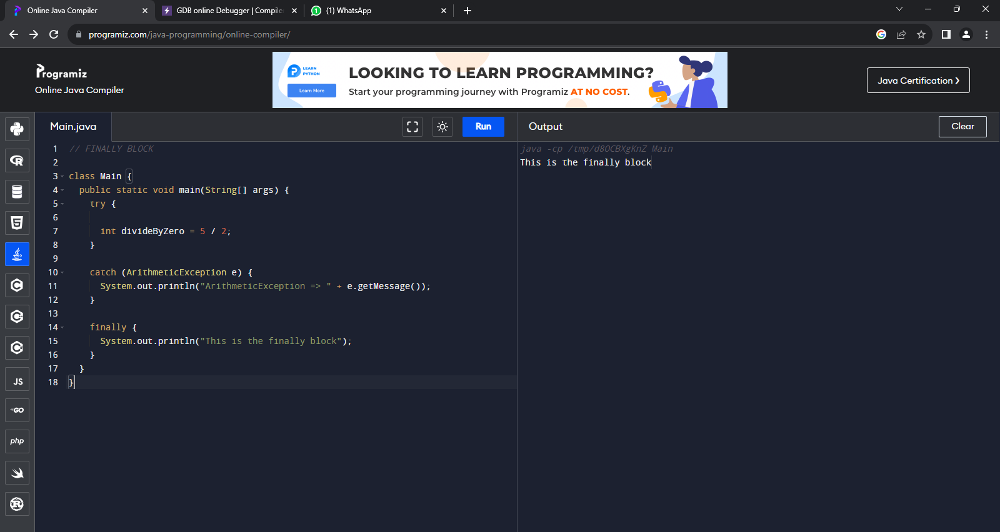 Online Java Compiler
GDB online Debugger | Compiler
(1) WhatsApp
programiz.com/java-programming/online-compiler/
Programiz
Online Java Compiler
LEARN
PYTHON
Learn More
LOOKING TO LEARN PROGRAMMING?
Start your programming journey with Programiz AT NO COST.
Java Certification ❯
Main.java
Run
Output
Clear
1 // FINALLY BLOCK
2
3 class Main {
4   public static void main(String[] args) {
5     try {
6
7       int divideByZero = 5 / 2;
8     }
9
10     catch (ArithmeticException e) {
11       System.out.println("ArithmeticException => " + e.getMessage());
12     }
13
14     finally {
15       System.out.println("This is the finally block");
16     }
17   }
18 }
java -cp /tmp/d8OCBXgKnZ Main
This is the finally block
JS
GO
php